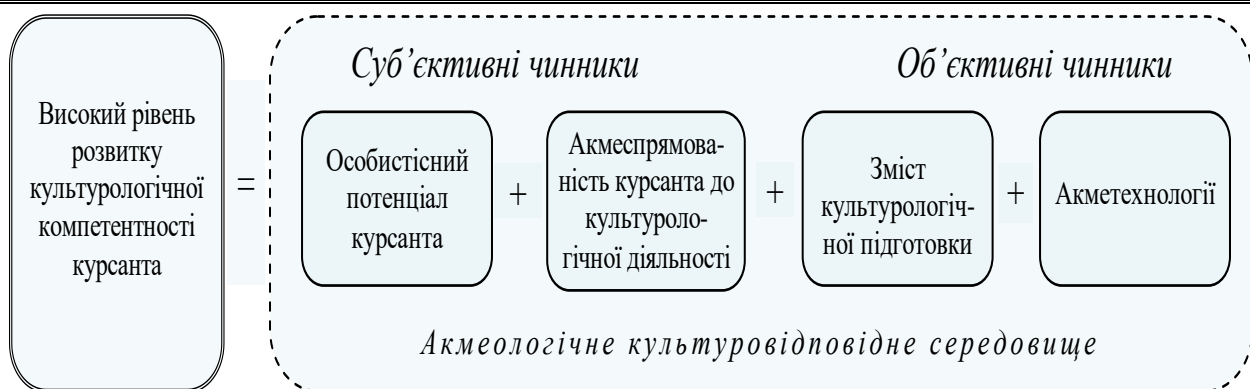 Високий рівень
розвитку
культурологічної
компетентності
курсанта
=
Суб’єктивні чинники
Об’єктивні чинники
Особистісний
потенціал
курсанта
+
Акмеспрямова-
ність курсанта до
культуроло-
гічної діяльності
+
Зміст
культурологіч-
ної підготовки
+
Акметехнології
Акмеологічне культуровідповідне середовище